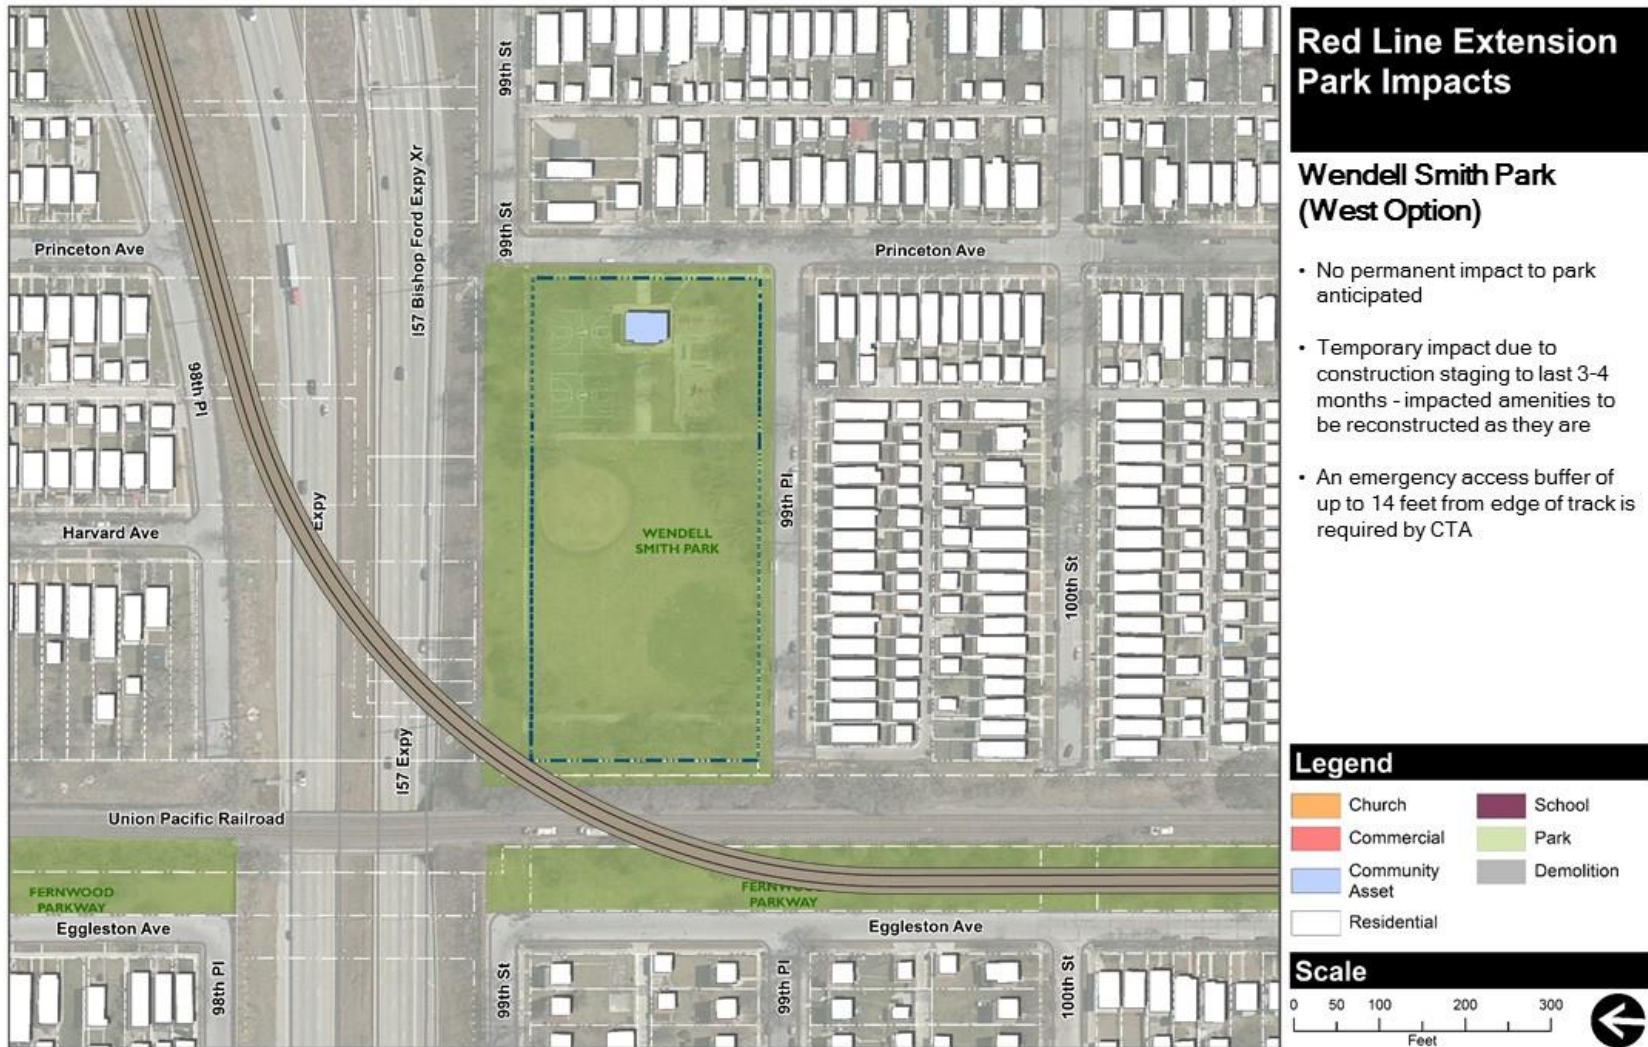 Red Line Extension
Park Impacts
Wendell Smith Park
(West Option)
• No permanent impact to park
anticipated
• Temporary impact due to
construction staging to last 3-4
months - impacted amenities to
be reconstructed as they are
• An emergency access buffer of
up to 14 feet from edge of track is
required by CTA
Legend
Church
School
Commercial
Park
Community
Asset
Demolition
Residential
Scale
0 50 100 200 300
Feet
99th St
I57 Bishop Ford Expy Xr
99th St
Princeton Ave
Princeton Ave
98th Pl
Expy
Harvard Ave
WENDELL
SMITH PARK
99th Pl
100th St
I57 Expy
Union Pacific Railroad
FERNWOOD
PARKWAY
FERNWOO
PARKWAY
Eggleston Ave
Eggleston Ave
98th Pl
99th St
99th Pl
100th St